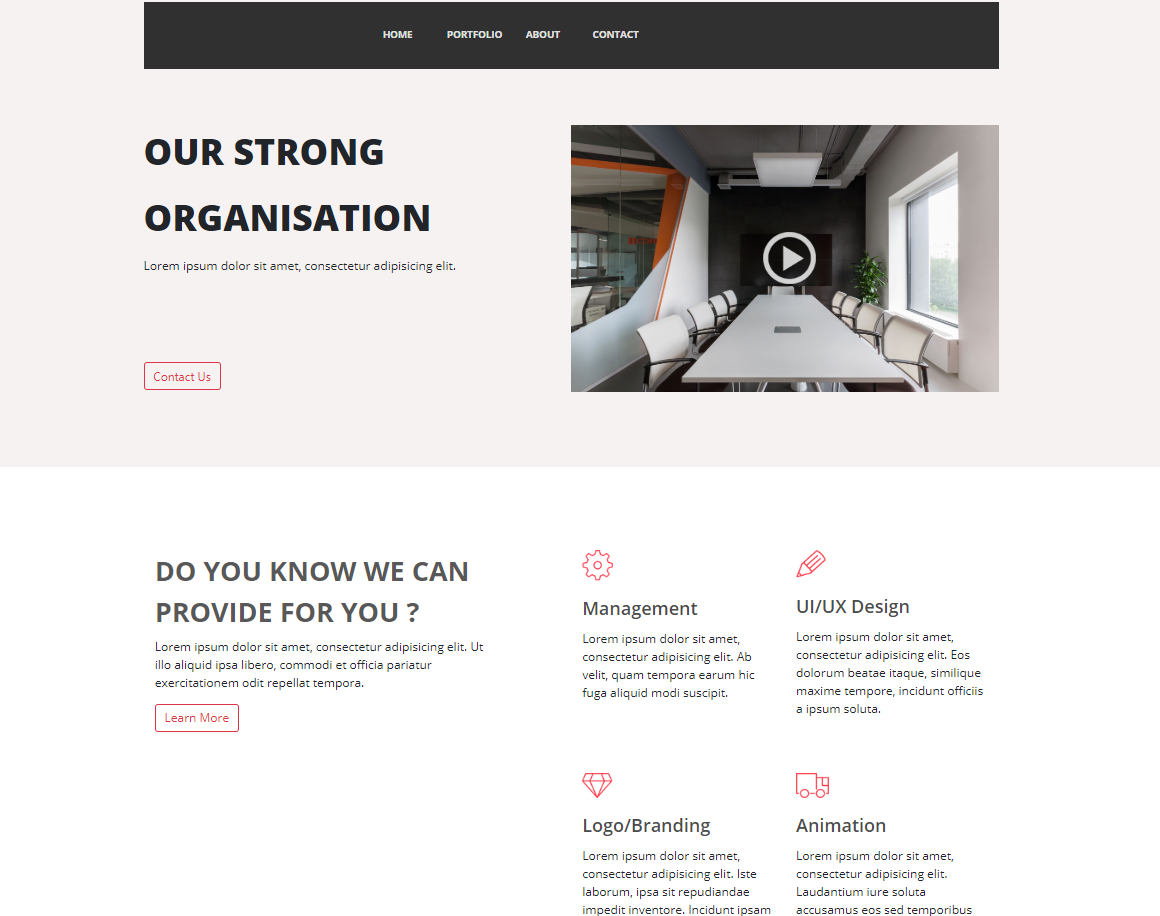 HOME PORTFOLIO ABOUT CONTACT
OUR STRONG
ORGANISATION
Lorem ipsum dolor sit amet, consectetur adipisicing elit.
Contact Us
DO YOU KNOW WE CAN
PROVIDE FOR YOU ?
Lorem ipsum dolor sit amet, consectetur adipisicing elit. Ut
illo aliquid ipsa libero, commodi et officia pariatur
exercitationem odit repellat tempora.
Learn More
Management
Lorem ipsum dolor sit amet,
consectetur adipisicing elit. Ab
velit, quam tempora earum hic
fuga aliquid modi suscipit.
UI/UX Design
Lorem ipsum dolor sit amet,
consectetur adipisicing elit. Eos
dolorum beatae itaque, similique
maxime tempore, incidunt officiis
a ipsum soluta.
Logo/Branding
Lorem ipsum dolor sit amet,
consectetur adipisicing elit. Iste
laborum, ipsa sit repudiandae
impedit inventore. Incidunt ipsam
Animation
Lorem ipsum dolor sit amet,
consectetur adipisicing elit.
Laudantium iure soluta
accusamus eos sed temporibus